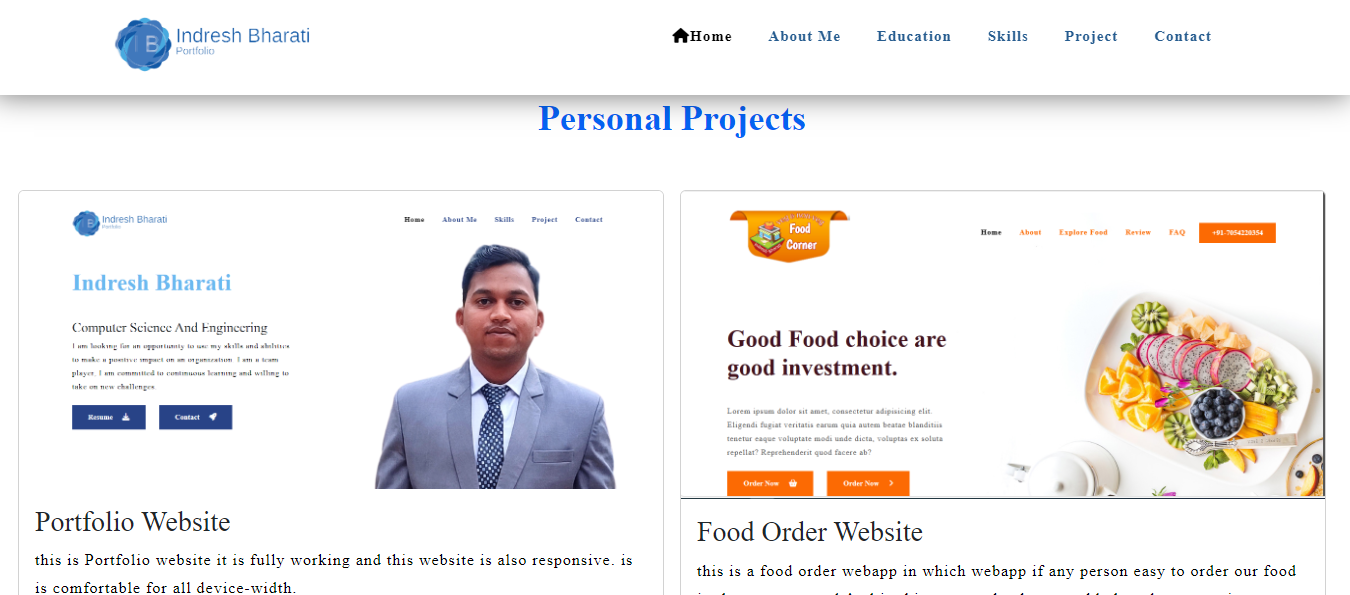 IB Indresh Bharati
Portfolio
Home About Me Education Skills Project Contact
Personal Projects
IB Indresh Bharati
Portfolio
Home About Me Skills Project Contact
Indresh Bharati
Computer Science And Engineering
I am looking for an opportunity to use my skills and abilities
to make a positive impact on an organization. I am a team
player, I am committed to continuous learning and willing to
take on new challenges.
Resume Contact
Portfolio Website
this is Portfolio website it is fully working and this website is also responsive. is
is comfortable for all device-width.
Food
Corner
Home About Explore Food Review FAQ +91-7054220354
Good Food choice are
good investment.
Lorem ipsum dolor sit amet, consectetur adipisicing elit.
Eligendi fugiat veritatis earum quia autem beatae blanditiis
tenetur eaque voluptate modi unde dicta, voluptas ex soluta
repellat? Reprehenderit quod facere ab?
Order Now Order Now
Food Order Website
this is a food order webapp in which webapp if any person easy to order our food